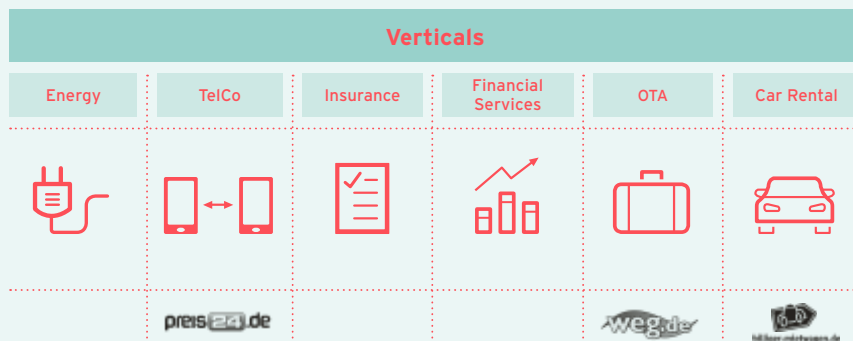 Verticals
Energy
TelCo
Insurance
Financial
Services
OTA
Car Rental
preis24.de
weg.de